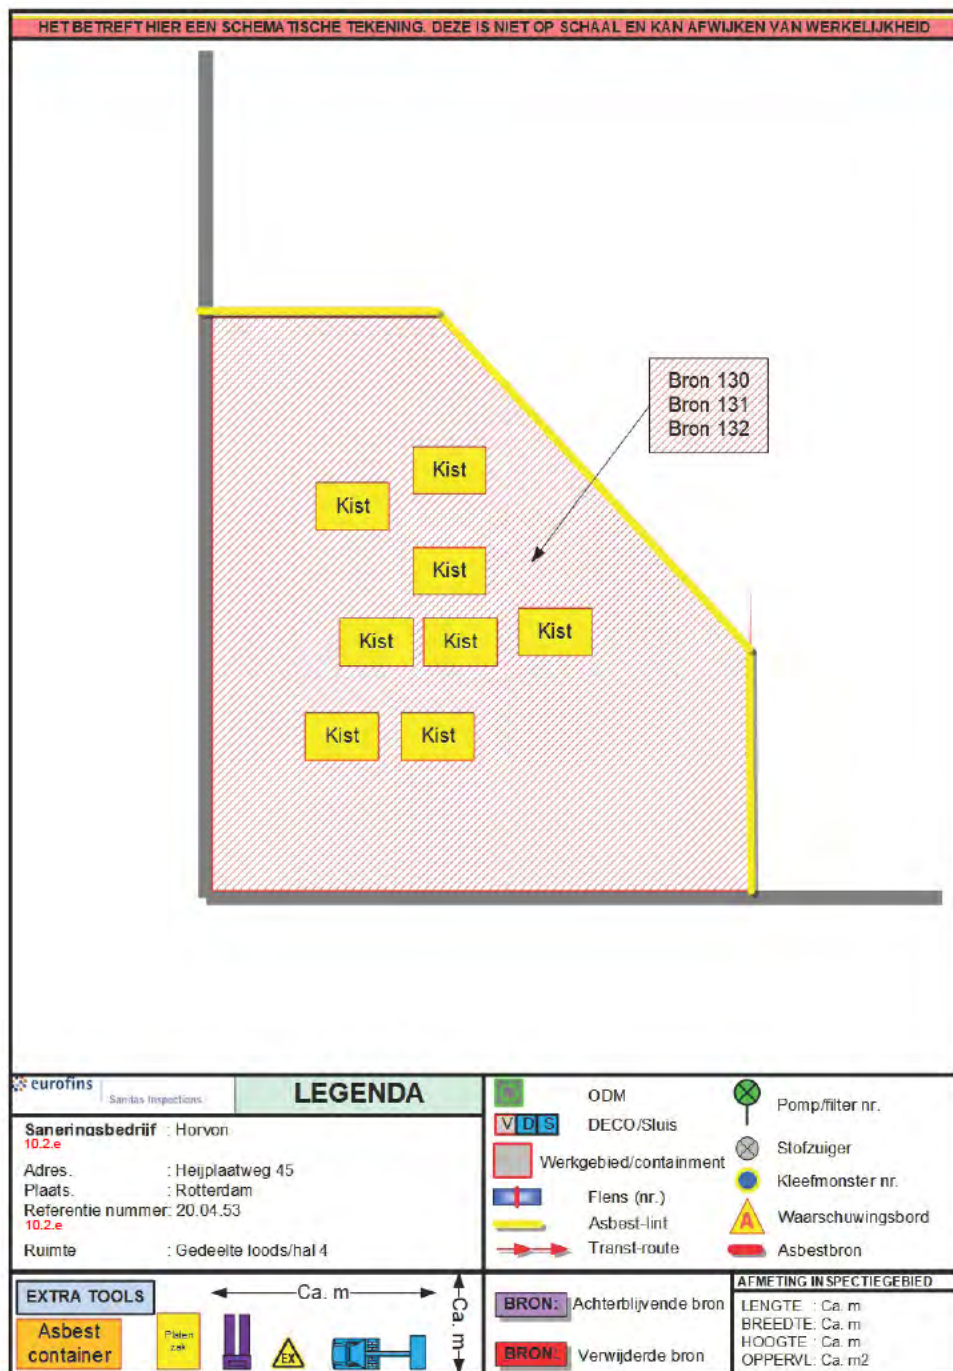 HET BETREFT HIER EEN SCHEMATISCHE TEKENING. DEZE IS NIET OP SCHAAL EN KAN AFWIJKEN VAN WERKELIJKHEID
Bron 130
Bron 131
Bron 132
Kist
Kist
Kist
Kist
Kist
Kist
Kist
Kist
eurofins
Sanitas Inspections
LEGENDA
Saneringsbedrijf : Horvon
10.2.e
Adres. : Heijplaatweg 45
Plaats. : Rotterdam
Referentie nummer: 20.04.53
10.2.e
Ruimte : Gedeelte loods/hal 4
ODM
V D S DECO/Sluis
Werkgebied/containment
Flens (nr.)
Asbest-lint
Transt-route
Pomp/filter nr.
Stofzuiger
Kleefmonster nr.
A Waarschuwingsbord
Asbestbron
EXTRA TOOLS
Asbest
container
Platen
zak
EX
Ca. m
Ca. m
BRON: Achterblijvende bron
BRON: Verwijderde bron
AFMETING INSPECTIEGEBIED
LENGTE : Ca. m
BREEDTE: Ca. m
HOOGTE : Ca. m
OPPERVL: Ca. m2